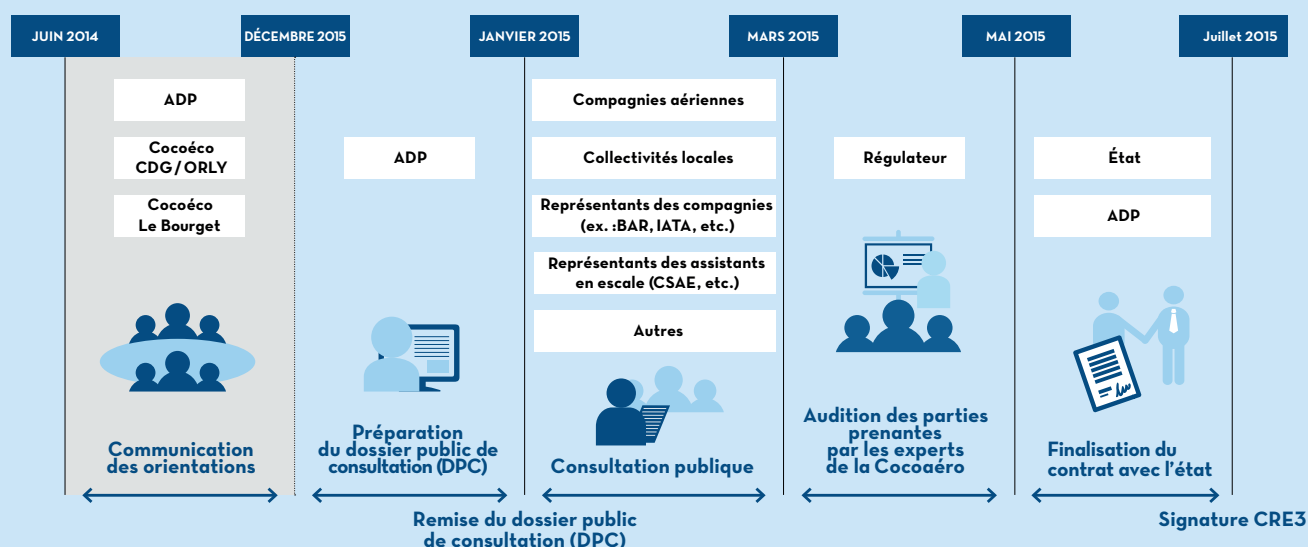 JUIN 2014
DÉCEMBRE 2015
JANVIER 2015
MARS 2015
MAI 2015
Juillet 2015
ADP
Cocoéco
CDG / ORLY
Cocoéco
Le Bourget
Communication
des orientations
ADP
Préparation
du dossier public de
consultation (DPC)
Compagnies aériennes
Collectivités locales
Représentants des compagnies
(ex. :BAR, IATA, etc.)
Représentants des assistants
en escale (CSAE, etc.)
Autres
Consultation publique
Régulateur
Audition des parties
prenantes
par les experts
de la Cocoaéro
État
ADP
Finalisation du
contrat avec l'état
Remise du dossier public
de consultation (DPC)
Signature CRE3